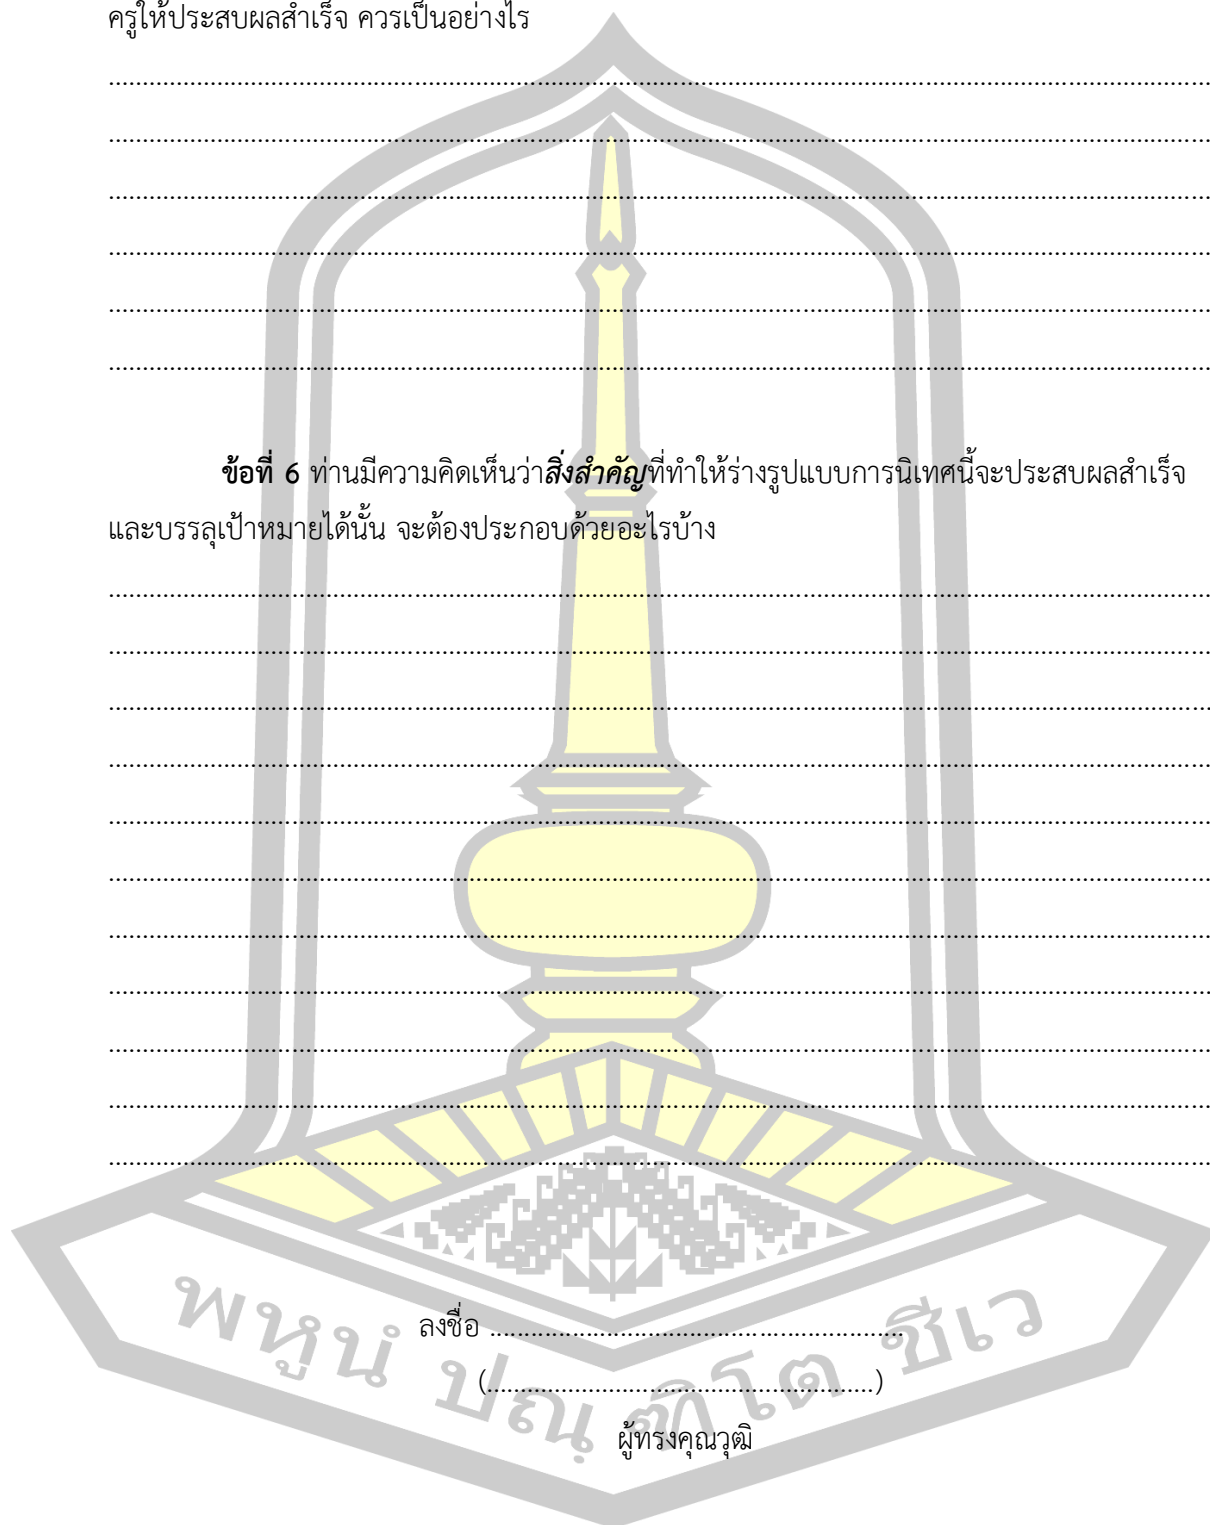 ครูให้ประสบผลสำเร็จ ควรเป็นอย่างไร
ข้อที่ 6 ท่านมีความคิดเห็นว่าสิ่งสำคัญที่ทำให้ร่างรูปแบบการนิเทศนี้จะประสบผลสำเร็จ
และบรรลุเป้าหมายได้นั้น จะต้องประกอบด้วยอะไรบ้าง
ลงชื่อ ............................................................
(..........................................................)
ผู้ทรงคุณวุฒิ
พหูนํ ปณฺฑิโต ชีเว